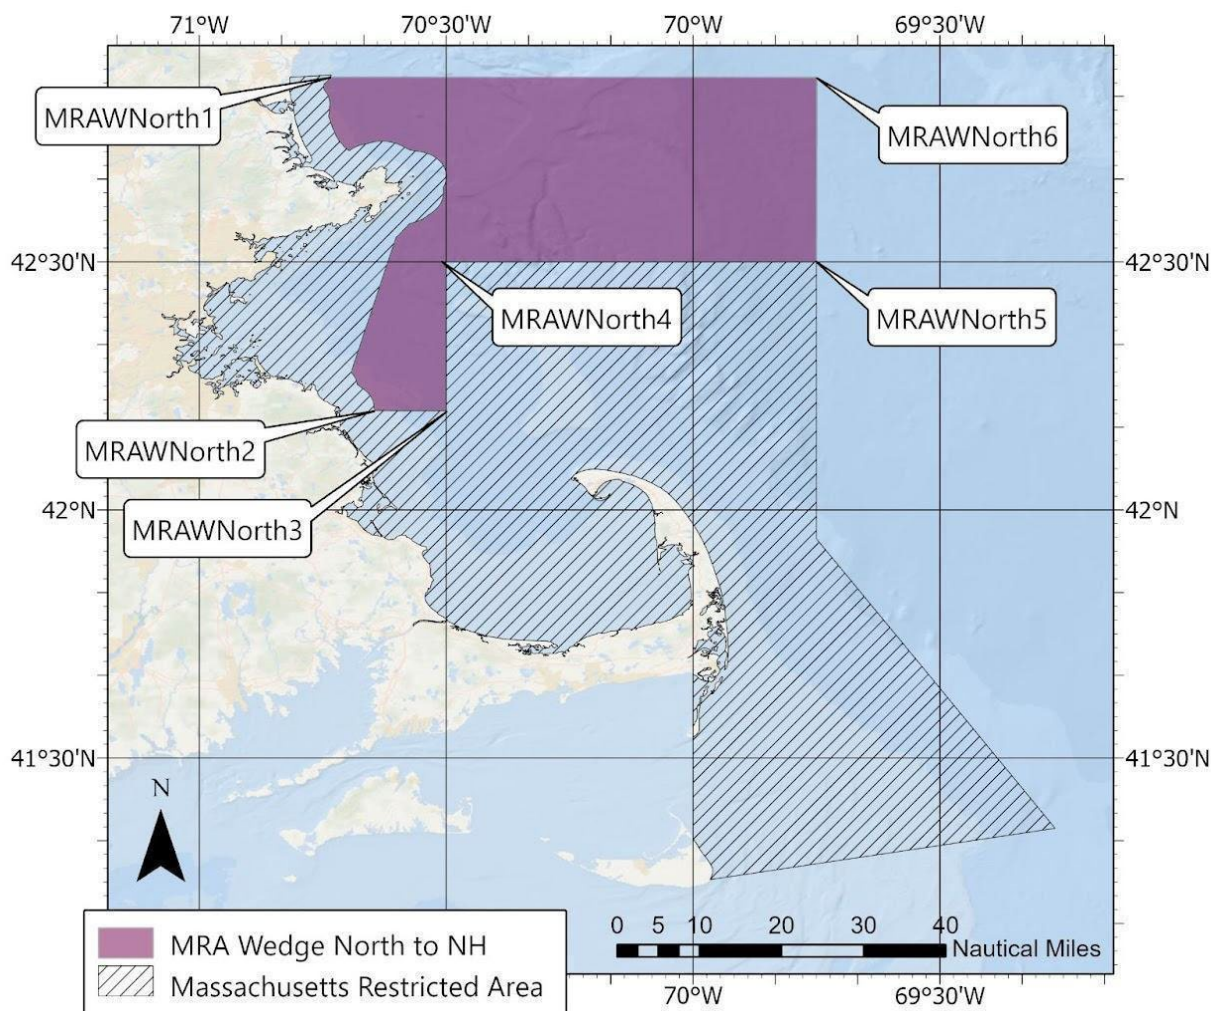 71°W 70°30'W 70°W 69°30'W
MRAWNorth1
MRAWNorth6
42°30'N 42°30'N
MRAWNorth4
MRAWNorth5
MRAWNorth2
42°N 42°N
MRAWNorth3
41°30'N 41°30'N
N
0 5 10 20 30 40
Nautical Miles
MRA Wedge North to NH
Massachusetts Restricted Area
70°W 69°30'W